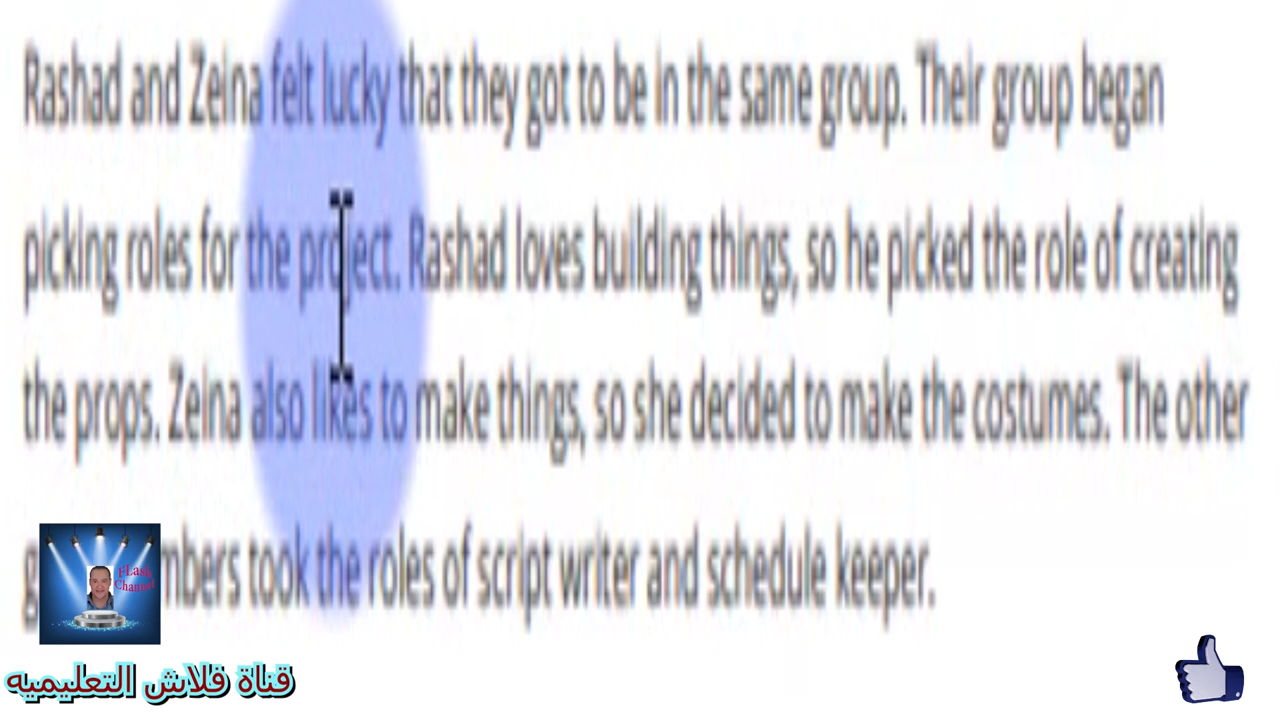 Rashad and Zeina felt lucky that they got to be in the same group. Their group began
picking roles for the project. Rashad loves building things, so he picked the role of creating
the props. Zeina also likes to make things, so she decided to make the costumes. The other
took the roles of script writer and schedule keeper.
FLash
Channel
قناة فلاش التعليميه